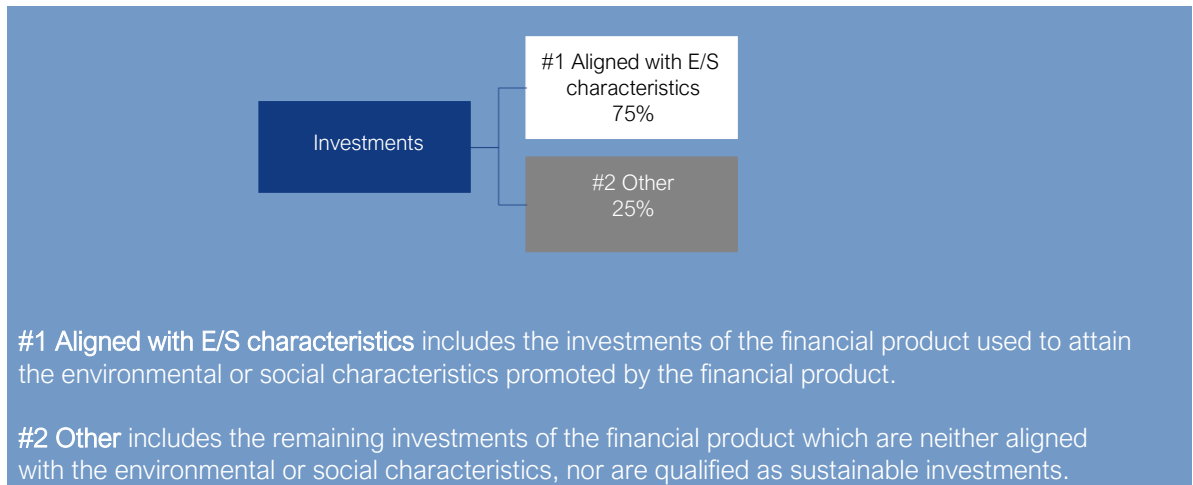 #1 Aligned with E/S
characteristics
75%
Investments
#2 Other
25%
#1 Aligned with E/S characteristics includes the investments of the financial product used to attain
the environmental or social characteristics promoted by the financial product.
#2 Other includes the remaining investments of the financial product which are neither aligned
with the environmental or social characteristics, nor are qualified as sustainable investments.